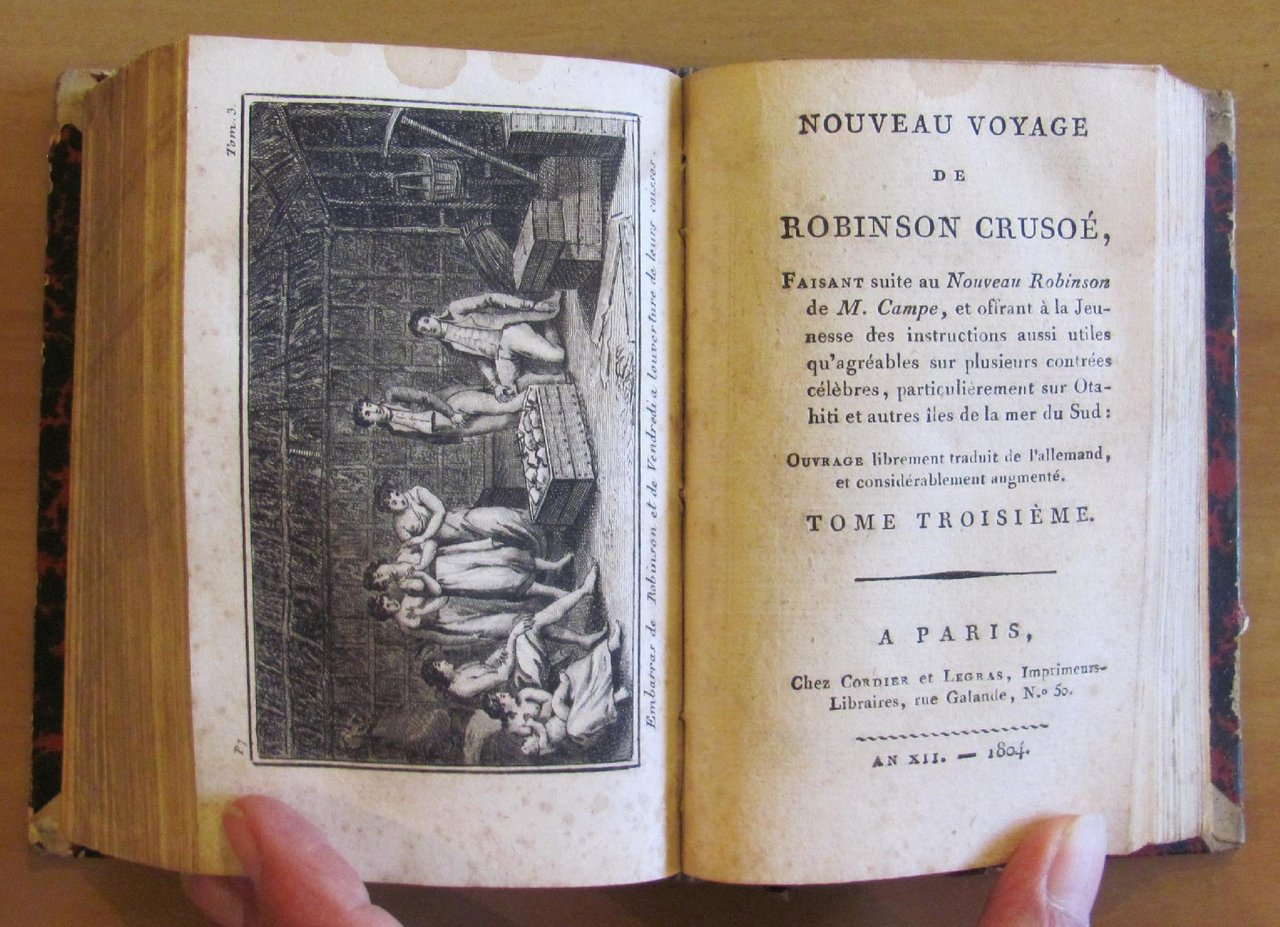 Tom. 3.
Embarras de Robinson et de Vendredi a louverture de leurs caisses.
NOUVEAU VOYAGE
DE
ROBINSON CRUSOÉ,
FAISANT suite au Nouveau Robinson
de M. Campe, et offrant à la Jeu-
nesse des instructions aussi utiles
qu'agréables sur plusieurs contrées
célèbres, particulièrement sur Ota-
hiti et autres îles de la mer du Sud:
OUVRAGE librement traduit de l'allemand,
et considérablement augmenté.
TOME TROISIÈME.
A PARIS,
Chez CORDIER et LEGRAS, Imprimeurs-
Libraires, rue Galande, N.o 50.
AN XII. — 1804.